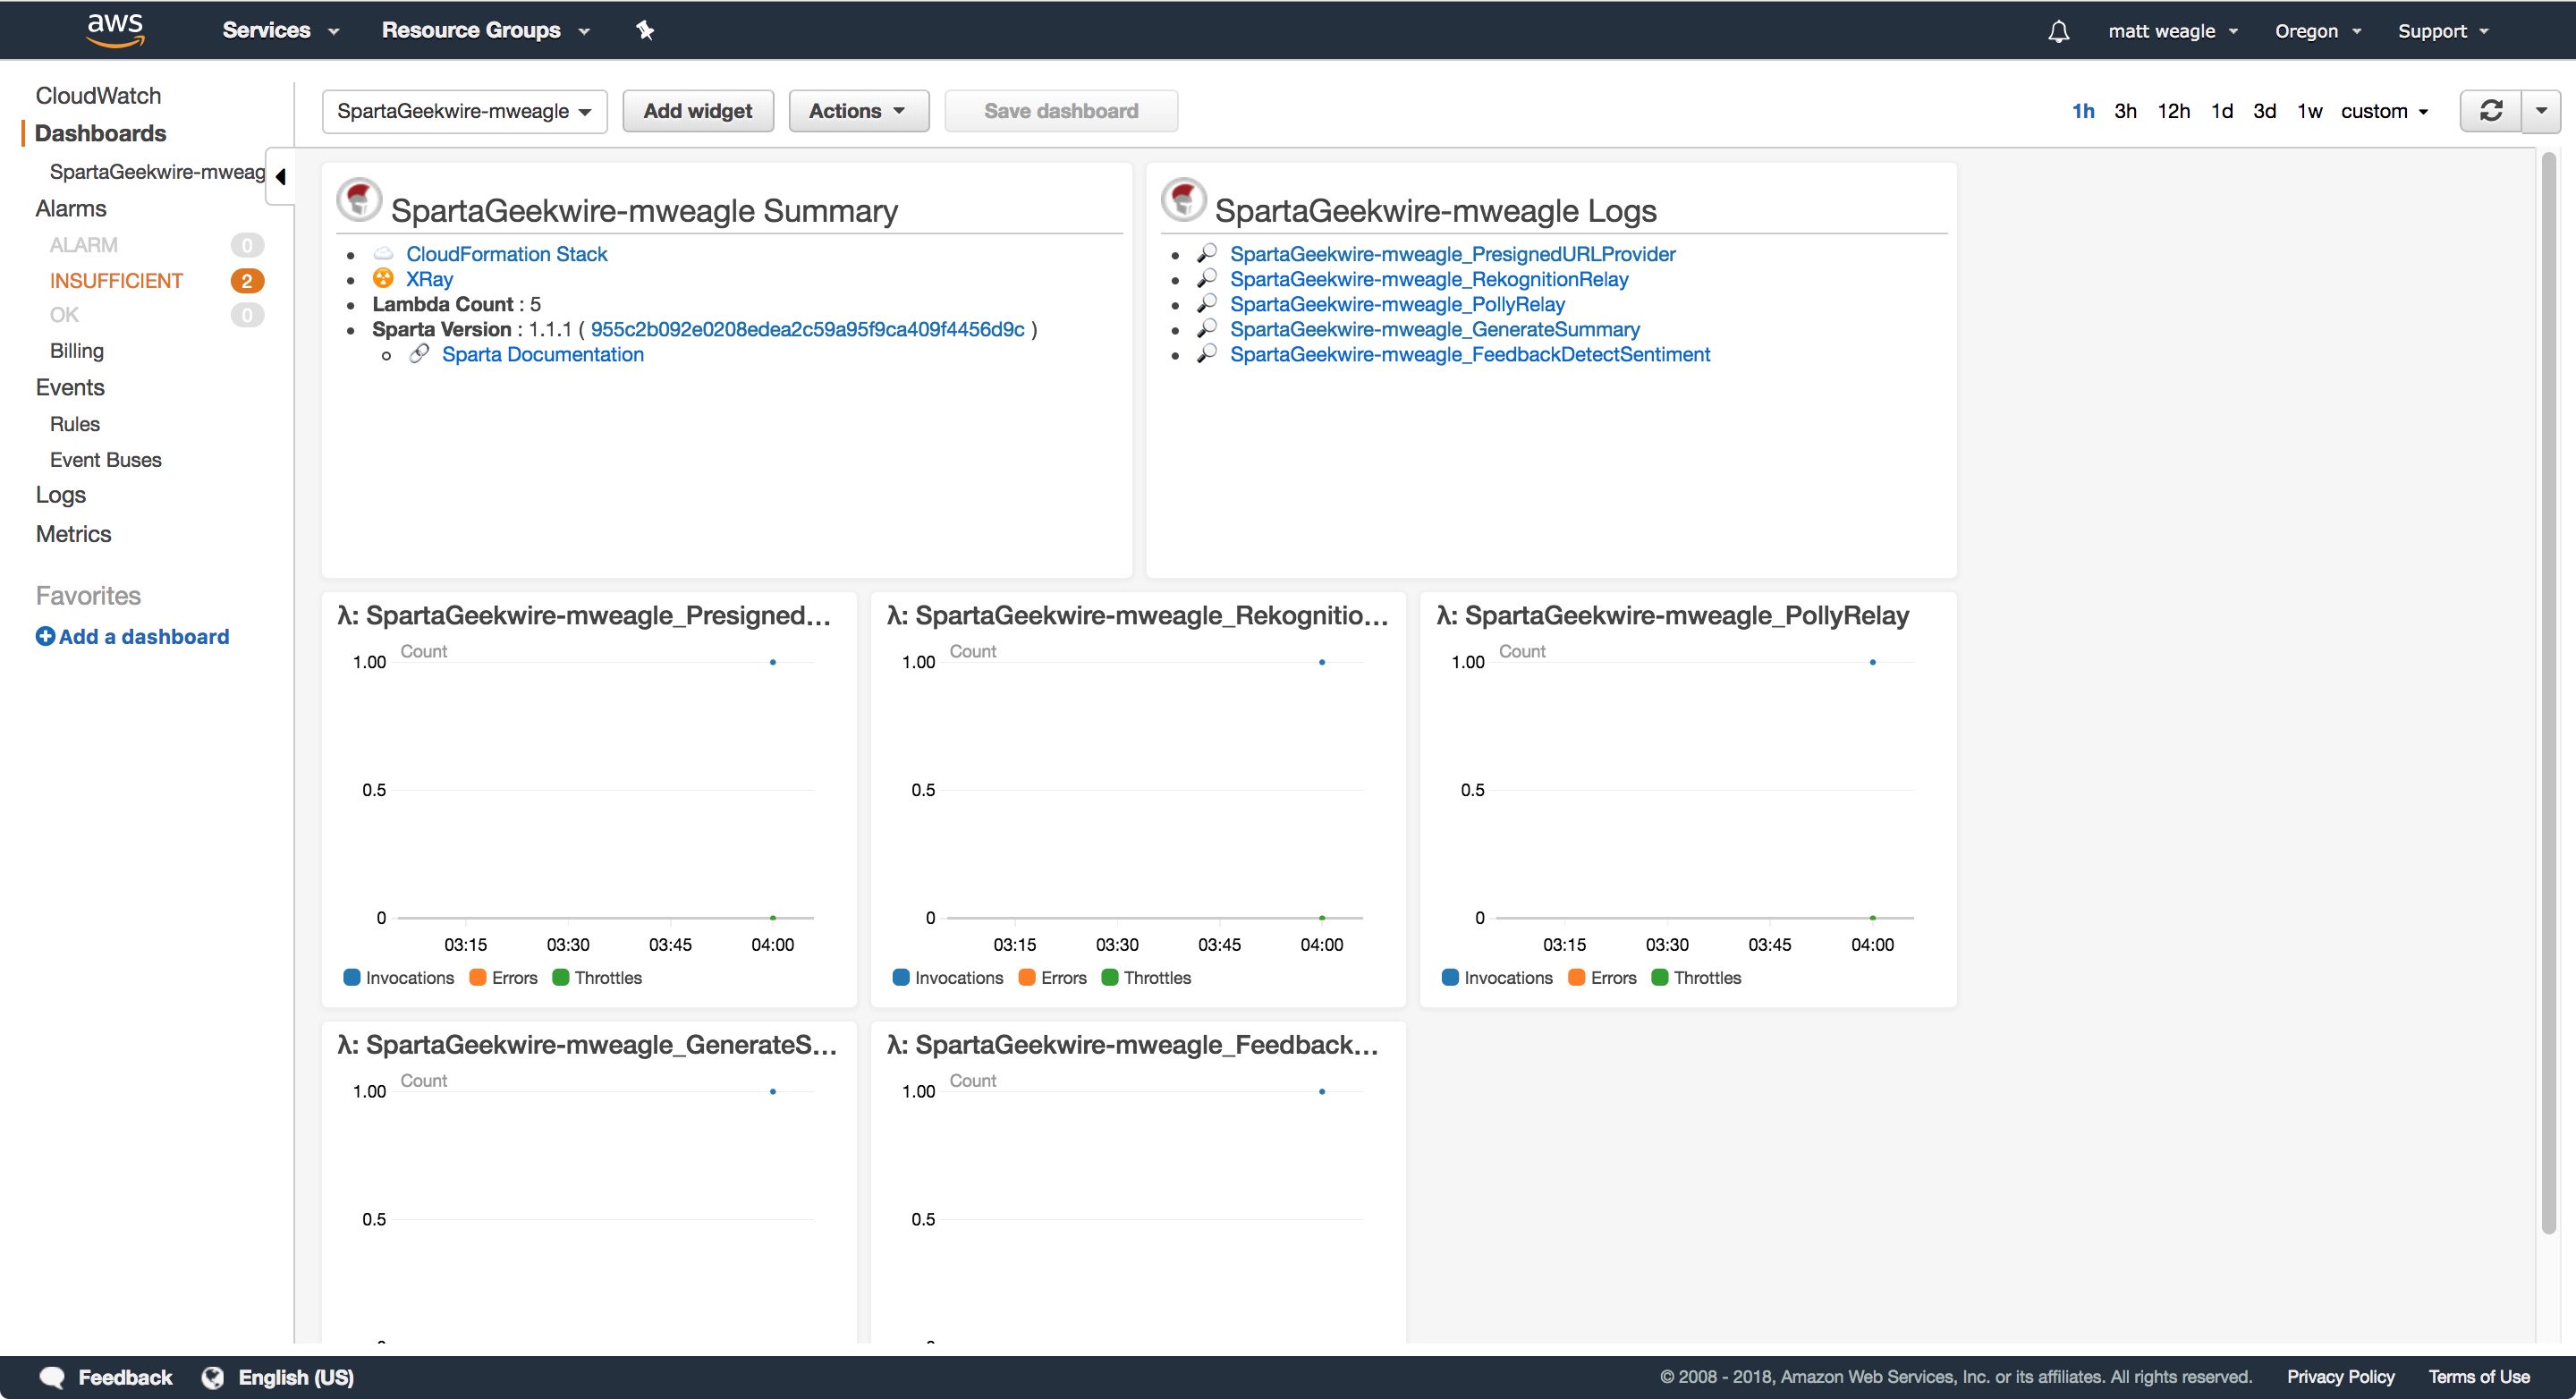 aws Services Resource Groups matt weagle Oregon Support
CloudWatch
Dashboards
SpartaGeekwire-mweag
Alarms
ALARM 0
INSUFFICIENT 2
OK 0
Billing
Events
Rules
Event Buses
Logs
Metrics
Favorites
Add a dashboard
SpartaGeekwire-mweagle Add widget Actions Save dashboard 1h 3h 12h 1d 3d 1w custom
SpartaGeekwire-mweagle Summary
CloudFormation Stack
XRay
Lambda Count : 5
Sparta Version : 1.1.1 ( 955c2b092e0208edea2c59a95f9ca409f4456d9c )
Sparta Documentation
SpartaGeekwire-mweagle Logs
SpartaGeekwire-mweagle_PresignedURLProvider
SpartaGeekwire-mweagle_RekognitionRelay
SpartaGeekwire-mweagle_PollyRelay
SpartaGeekwire-mweagle_GenerateSummary
SpartaGeekwire-mweagle_FeedbackDetectSentiment
λ: SpartaGeekwire-mweagle_Presigned...
Count
1.00
0.5
0
03:15 03:30 03:45 04:00
Invocations Errors Throttles
λ: SpartaGeekwire-mweagle_Rekognitio...
Count
1.00
0.5
0
03:15 03:30 03:45 04:00
Invocations Errors Throttles
λ: SpartaGeekwire-mweagle_PollyRelay
Count
1.00
0.5
0
03:15 03:30 03:45 04:00
Invocations Errors Throttles
λ: SpartaGeekwire-mweagle_GenerateS...
Count
1.00
0.5
λ: SpartaGeekwire-mweagle_Feedback...
Count
1.00
0.5
Feedback English (US) © 2008 - 2018, Amazon Web Services, Inc. or its affiliates. All rights reserved. Privacy Policy Terms of Use